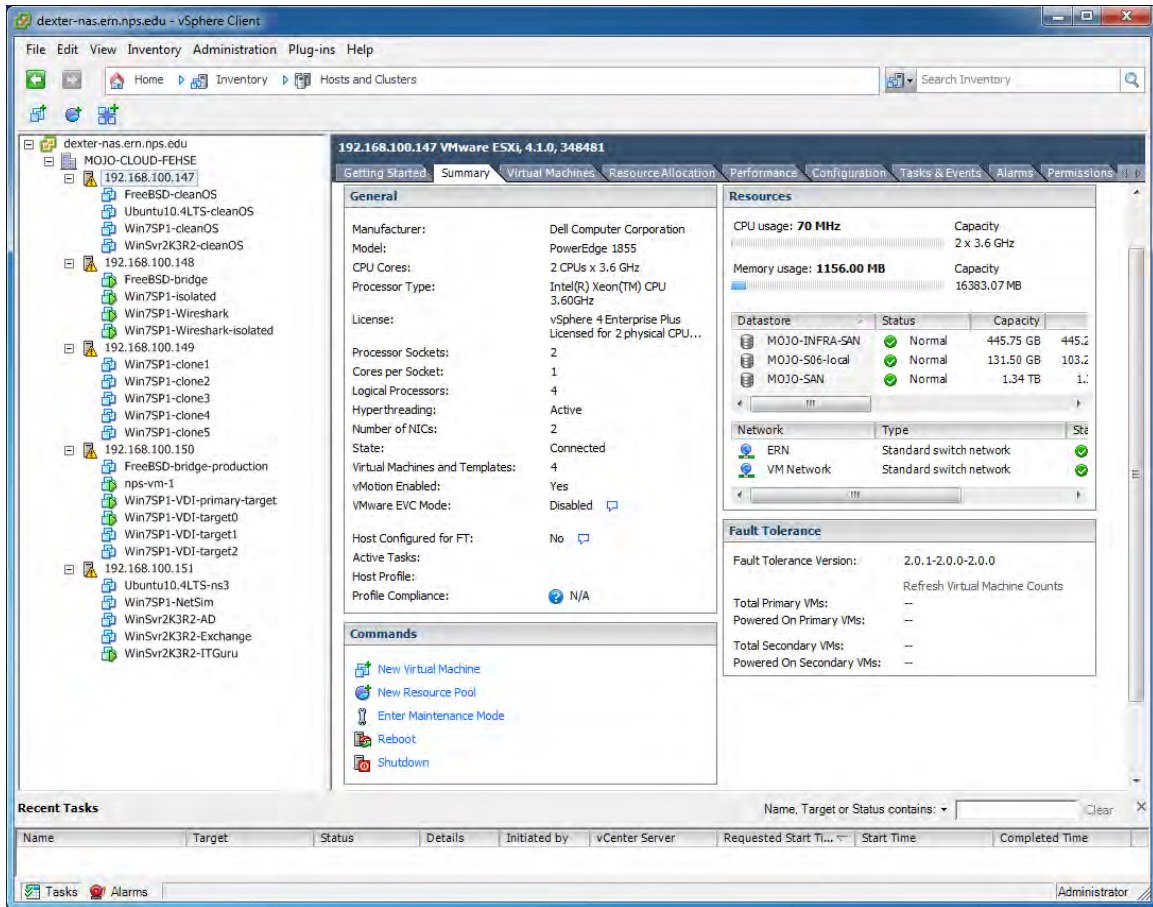 dexter-nas.ern.nps.edu - vSphere Client
File Edit View Inventory Administration Plug-ins Help
Home Inventory Hosts and Clusters
Search Inventory
dexter-nas.ern.nps.edu
MOJO-CLOUD-FEHSE
192.168.100.147
FreeBSD-cleanOS
Ubuntu10.4LTS-cleanOS
Win7SP1-cleanOS
WinSvr2K3R2-cleanOS
192.168.100.148
FreeBSD-bridge
Win7SP1-isolated
Win7SP1-Wireshark
Win7SP1-Wireshark-isolated
192.168.100.149
Win7SP1-clone1
Win7SP1-clone2
Win7SP1-clone3
Win7SP1-clone4
Win7SP1-clone5
192.168.100.150
FreeBSD-bridge-production
nps-vm-1
Win7SP1-VDI-primary-target
Win7SP1-VDI-target0
Win7SP1-VDI-target1
Win7SP1-VDI-target2
192.168.100.151
Ubuntu10.4LTS-ns3
Win7SP1-NetSim
WinSvr2K3R2-AD
WinSvr2K3R2-Exchange
WinSvr2K3R2-ITGuru
192.168.100.147 VMware ESXi, 4.1.0, 348481
Getting Started Summary Virtual Machines Resource Allocation Performance Configuration Tasks & Events Alarms Permissions
General
Manufacturer: Dell Computer Corporation
Model: PowerEdge 1855
CPU Cores: 2 CPUs x 3.6 GHz
Processor Type: Intel(R) Xeon(TM) CPU
3.60GHz
License: vSphere 4 Enterprise Plus
Licensed for 2 physical CPU...
Processor Sockets: 2
Cores per Socket: 1
Logical Processors: 4
Hyperthreading: Active
Number of NICs: 2
State: Connected
Virtual Machines and Templates: 4
vMotion Enabled: Yes
VMware EVC Mode: Disabled
Host Configured for FT: No
Active Tasks:
Host Profile:
Profile Compliance: N/A
Commands
New Virtual Machine
New Resource Pool
Enter Maintenance Mode
Reboot
Shutdown
Resources
CPU usage: 70 MHz Capacity
2 x 3.6 GHz
Memory usage: 1156.00 MB Capacity
16383.07 MB
Datastore Status Capacity
MOJO-INFRA-SAN Normal 445.75 GB 445.2
MOJO-S06-local Normal 131.50 GB 103.2
MOJO-SAN Normal 1.34 TB 1.
Network Type Sta
ERN Standard switch network
VM Network Standard switch network
Fault Tolerance
Fault Tolerance Version: 2.0.1-2.0.0-2.0.0
Refresh Virtual Machine Counts
Total Primary VMs: --
Powered On Primary VMs: --
Total Secondary VMs: --
Powered On Secondary VMs: --
Recent Tasks
Name, Target or Status contains: Clear
Name Target Status Details Initiated by vCenter Server Requested Start Ti... Start Time Completed Time
Tasks Alarms Administrator